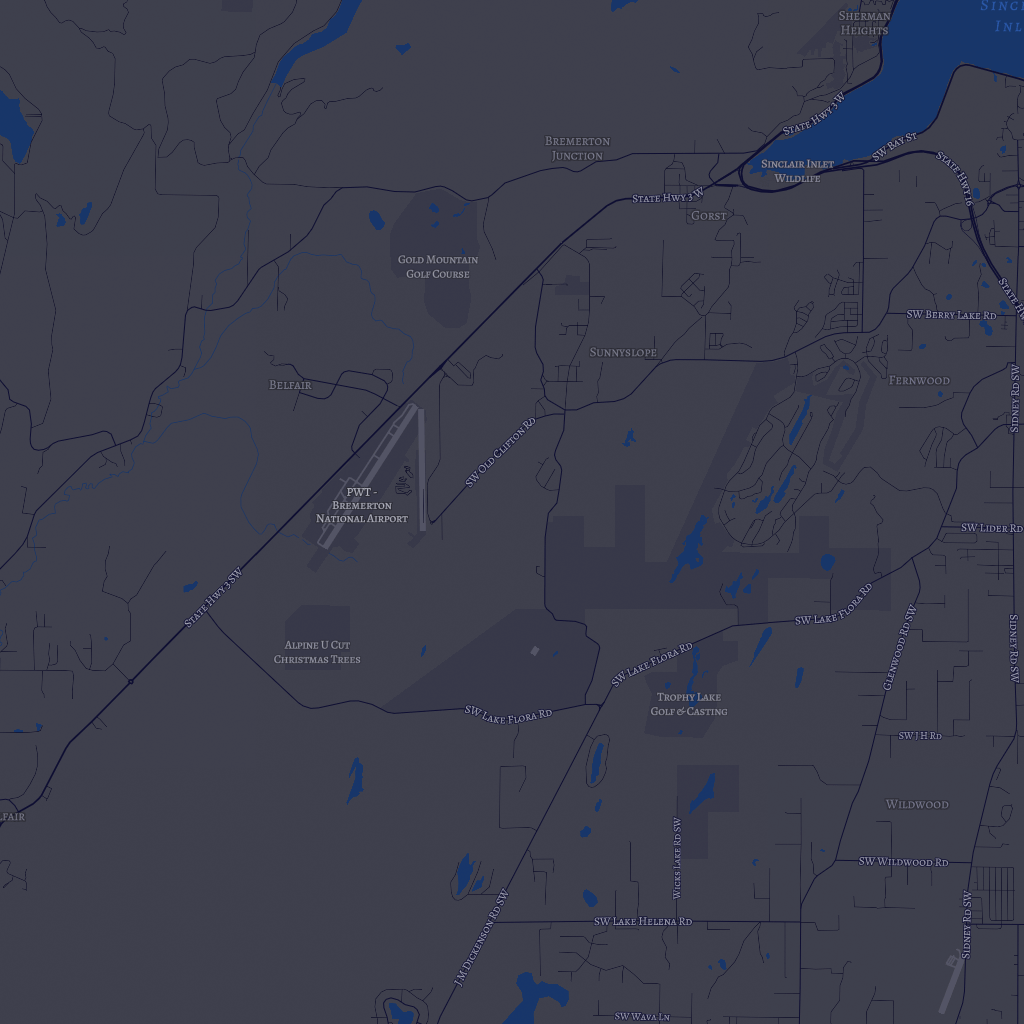 Sherman
Heights
State Hwy 3 W
Bremerton
Junction
SW Bay St
Sinclair Inlet
Wildlife
State Hwy 16
State Hwy 3 W
Gorst
Gold Mountain
Golf Course
SW Berry Lake Rd
Sunnyslope
Belfair
Fernwood
Sidney Rd SW
SW Old Clifton Rd
PWT -
Bremerton
National Airport
SW Lider Rd
State Hwy 3 SW
SW Lake Flora Rd
Alpine U Cut
Christmas Trees
SW Lake Flora Rd
Glenwood Rd SW
Sidney Rd SW
Trophy Lake
Golf & Casting
SW Lake Flora Rd
SW J H Rd
Wildwood
Wicks Lake Rd SW
SW Wildwood Rd
SW Lake Helena Rd
J M Dickenson Rd SW
Sidney Rd SW
SW Wava Ln